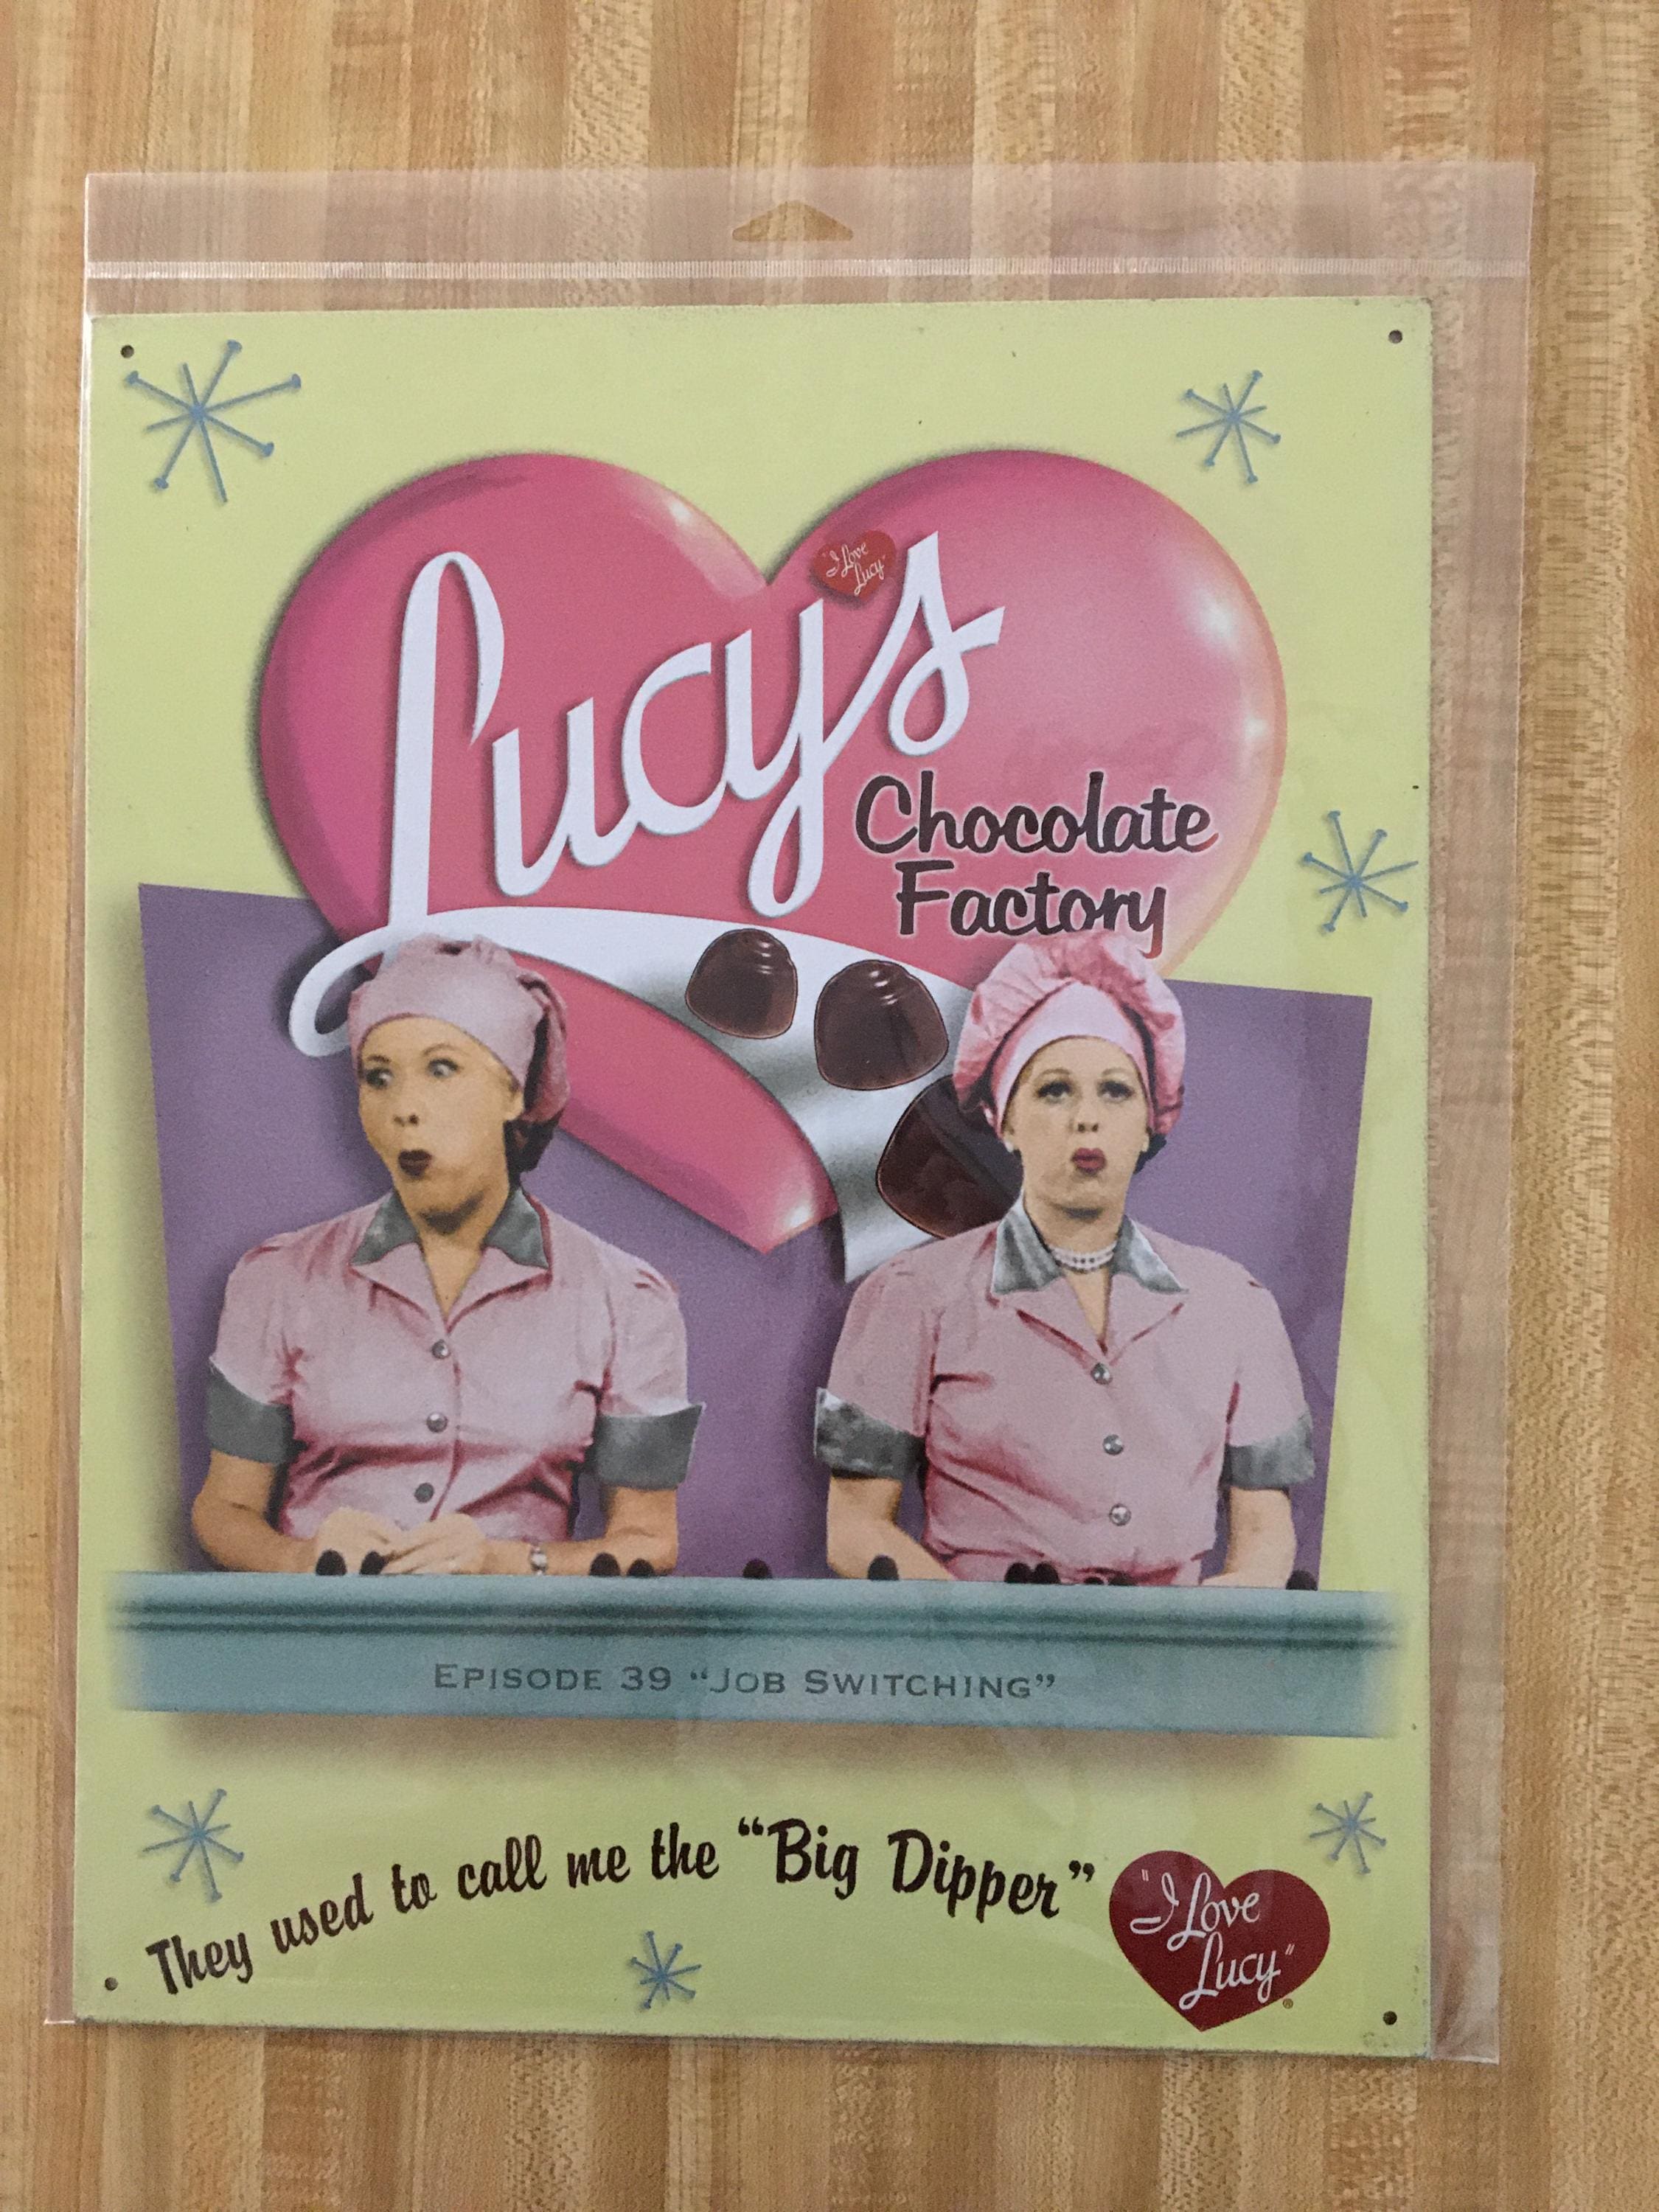 "I Love
Lucy"
Lucy's
Chocolate
Factory
EPISODE 39 “JOB SWITCHING”
They used to call me the “Big Dipper”
"I Love
Lucy"
®